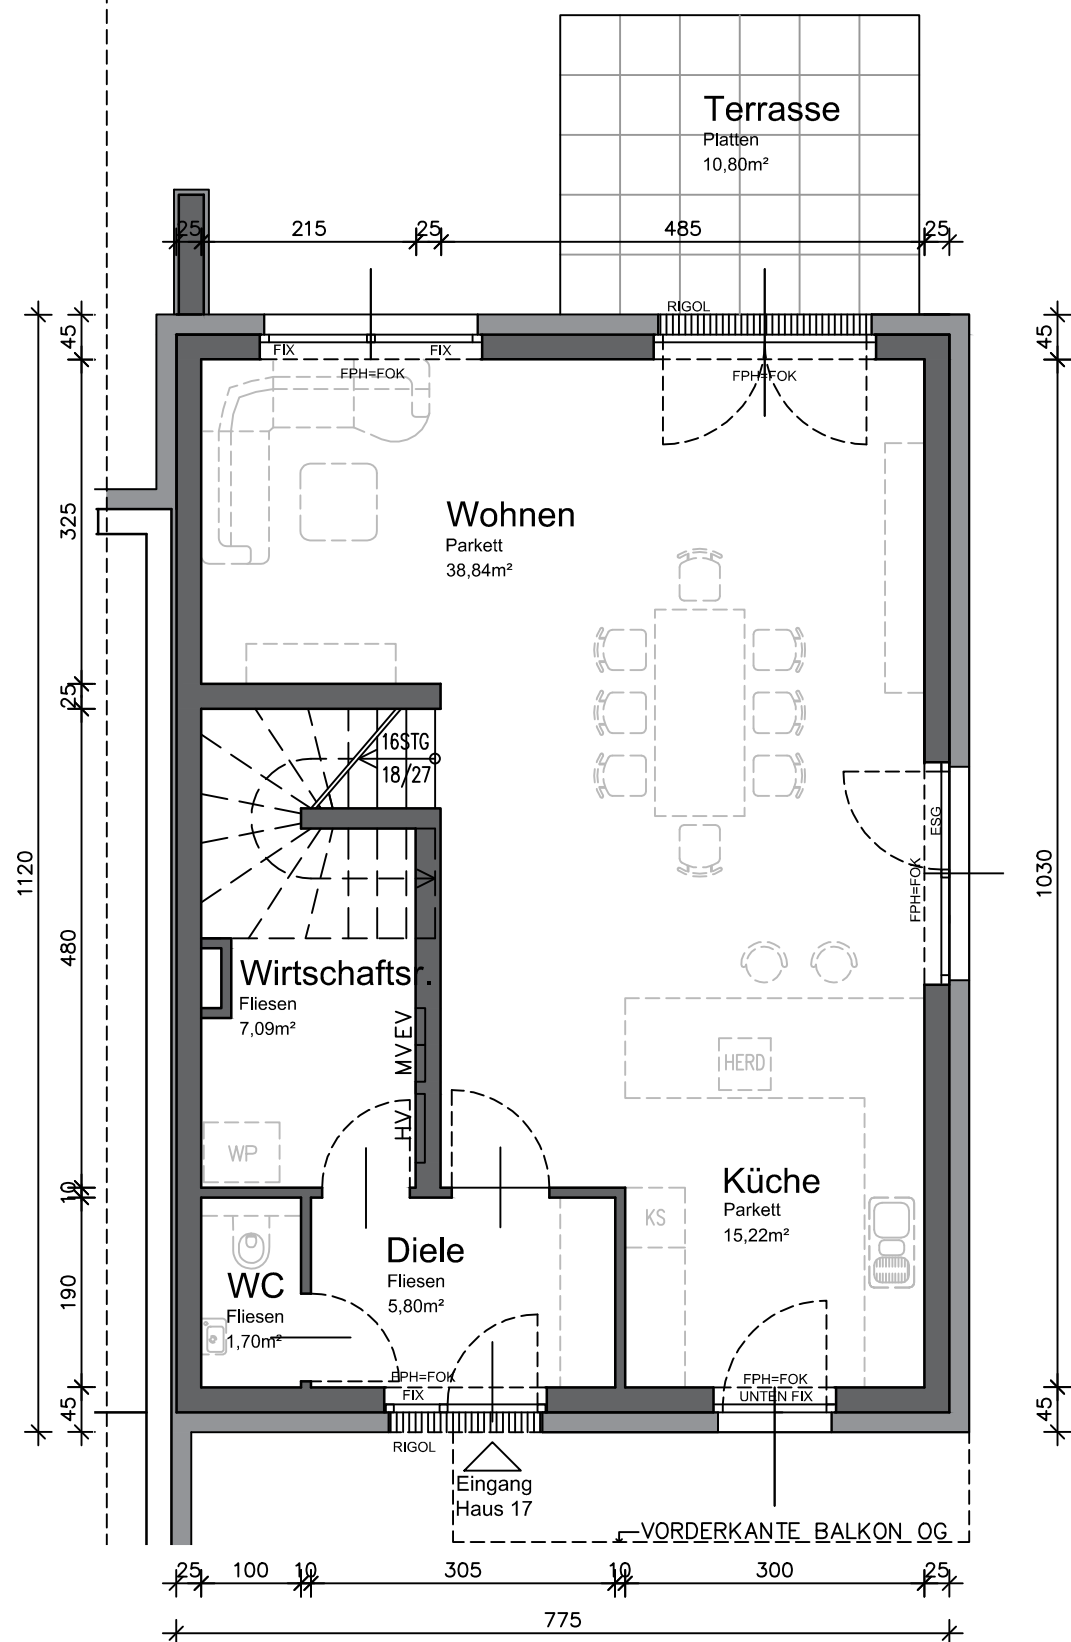 Terrasse
Platten
10,80m²
25
215
25
485
25
RIGOL
45
45
FIX
FIX
FPH=FOK
FPH=FOK
Wohnen
Parkett
38,84m²
325
25
16STG
18/27
ESG
FPH=FOK
1120
1030
480
Wirtschaftsr.
Fliesen
7,09m²
MVEV
HV
HERD
WP
10
Küche
Parkett
15,22m²
KS
Diele
Fliesen
5,80m²
WC
Fliesen
1,70m²
190
FPH=FOK
FIX
FPH=FOK
UNTEN FIX
45
45
RIGOL
Eingang
Haus 17
VORDERKANTE BALKON OG
25
100
10
305
10
300
25
775